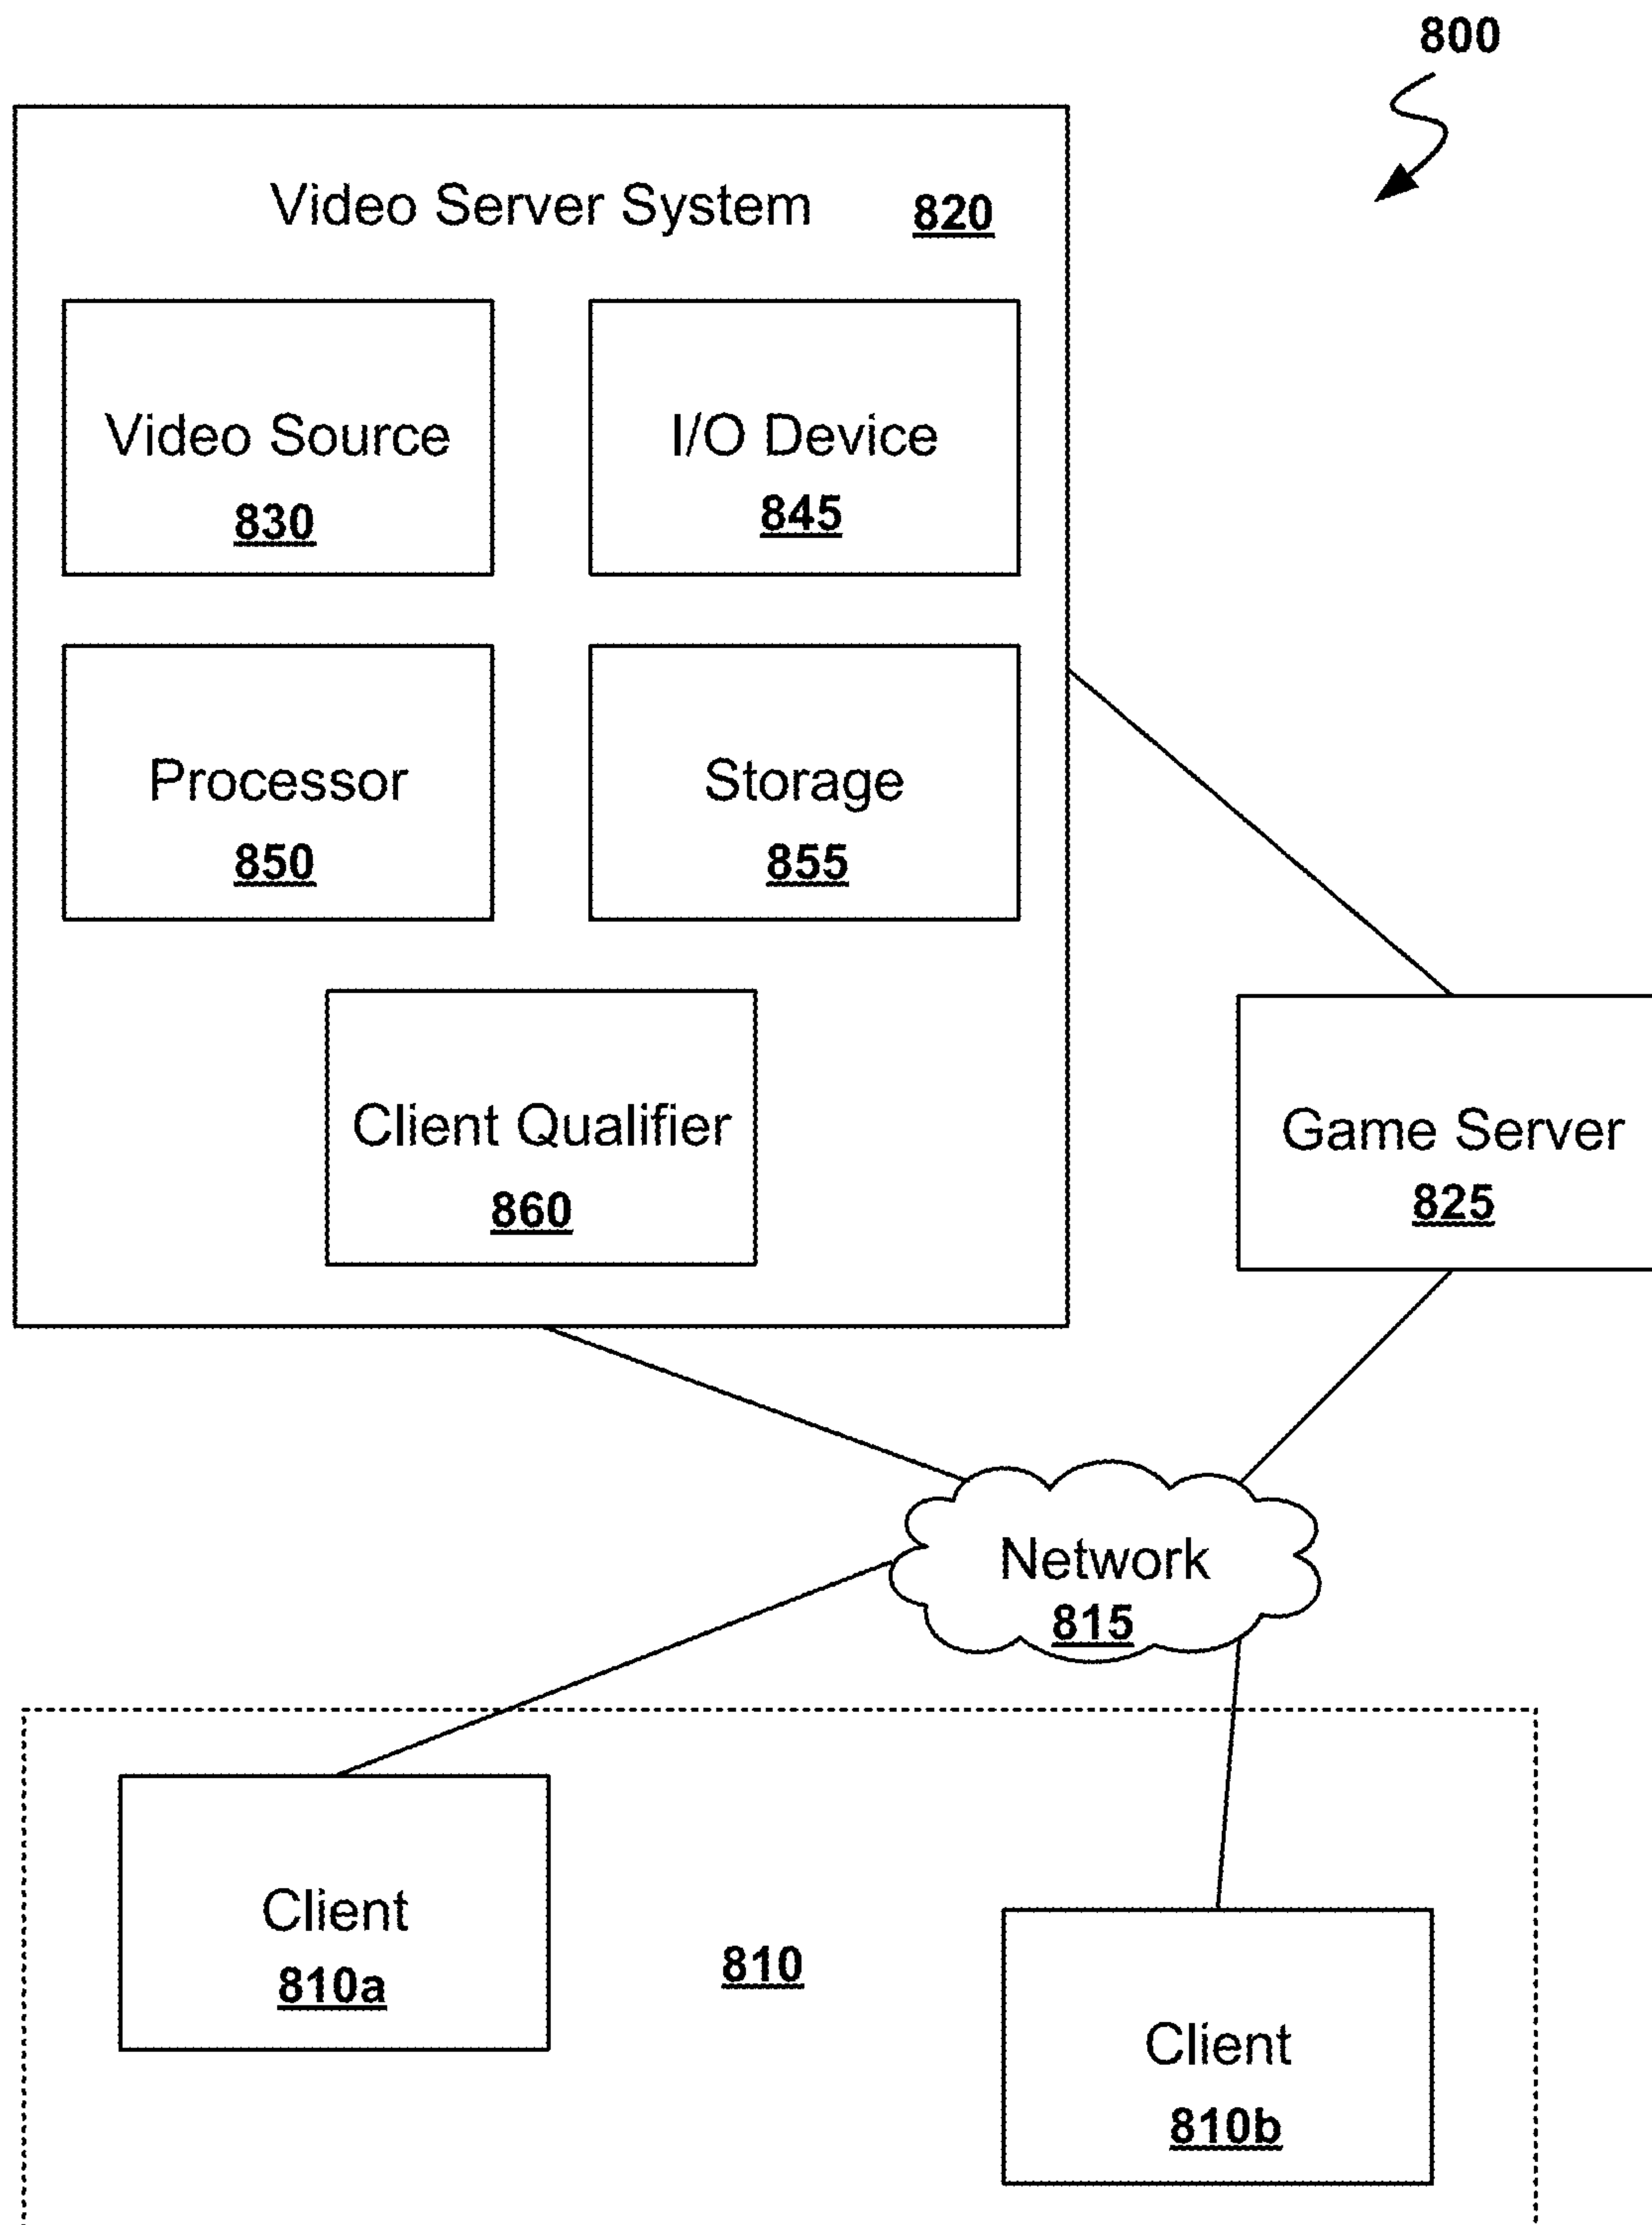 800
Video Server System 820
Video Source
830
I/O Device
845
Processor
850
Storage
855
Client Qualifier
860
Game Server
825
Network
815
Client
810a
810
Client
810b